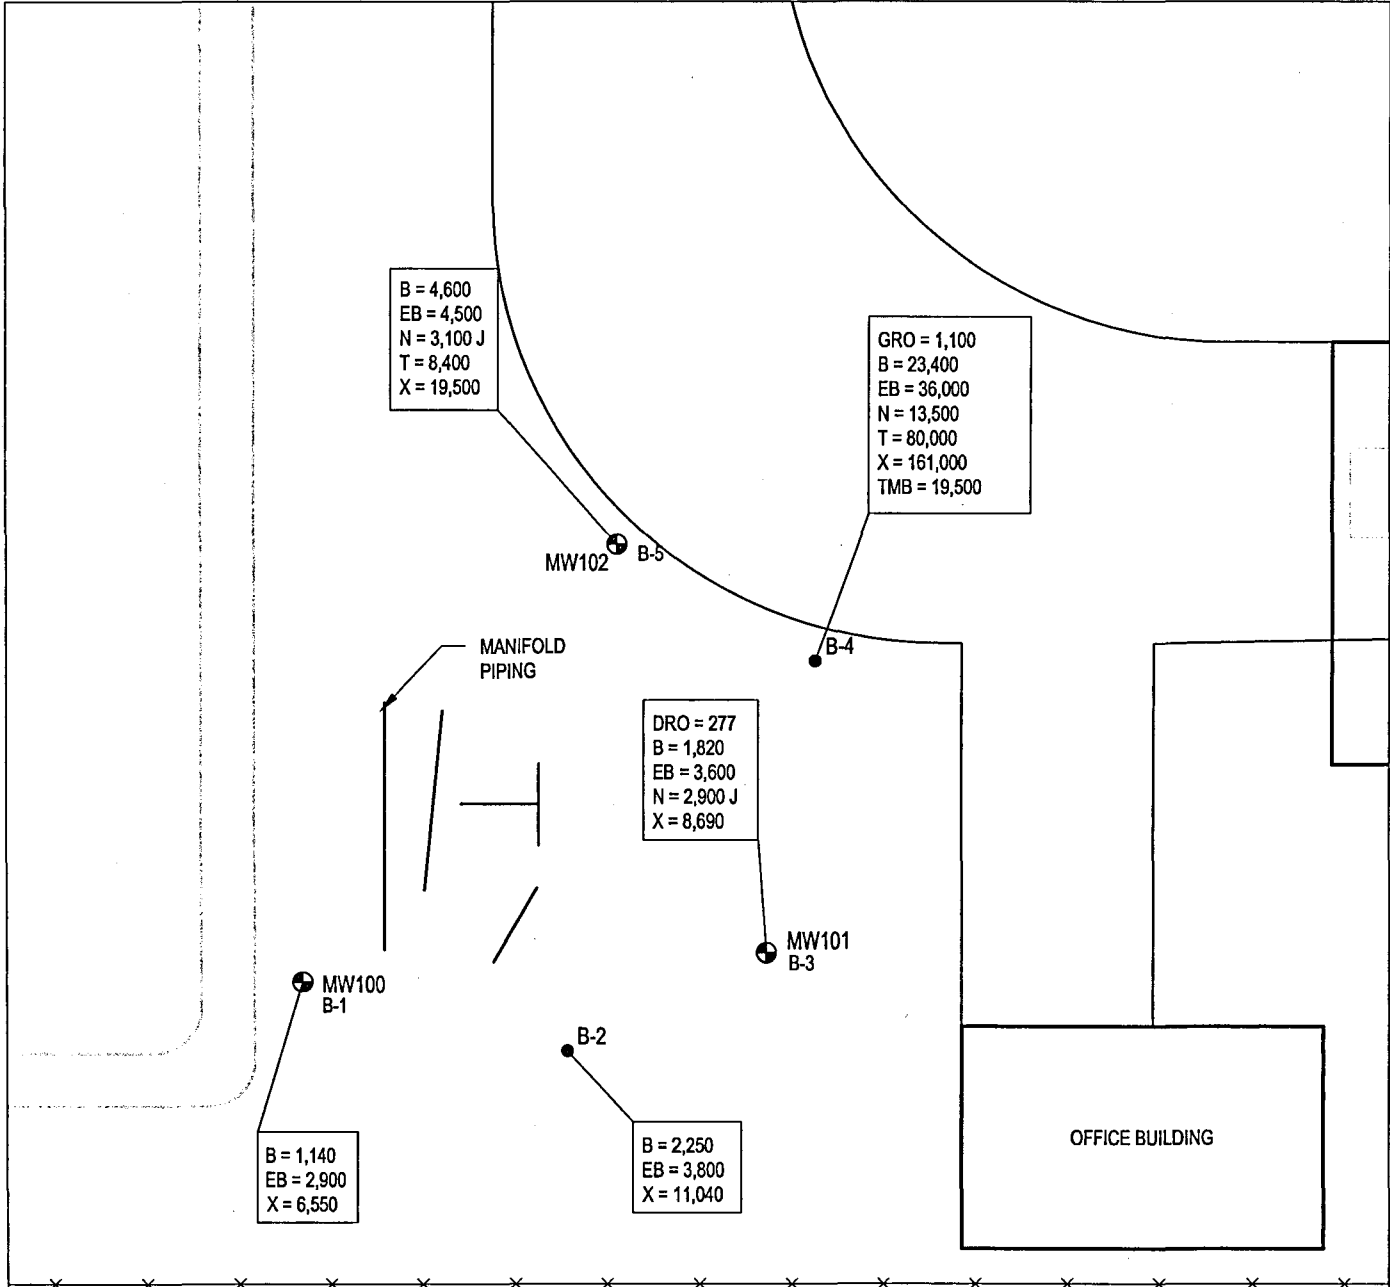 B = 4,600
EB = 4,500
N = 3,100 J
T = 8,400
X = 19,500
GRO = 1,100
B = 23,400
EB = 36,000
N = 13,500
T = 80,000
X = 161,000
TMB = 19,500
MW102
B-5
B-4
MANIFOLD
PIPING
DRO = 277
B = 1,820
EB = 3,600
N = 2,900 J
X = 8,690
MW101
B-3
MW100
B-1
B-2
B = 1,140
EB = 2,900
X = 6,550
B = 2,250
EB = 3,800
X = 11,040
OFFICE BUILDING